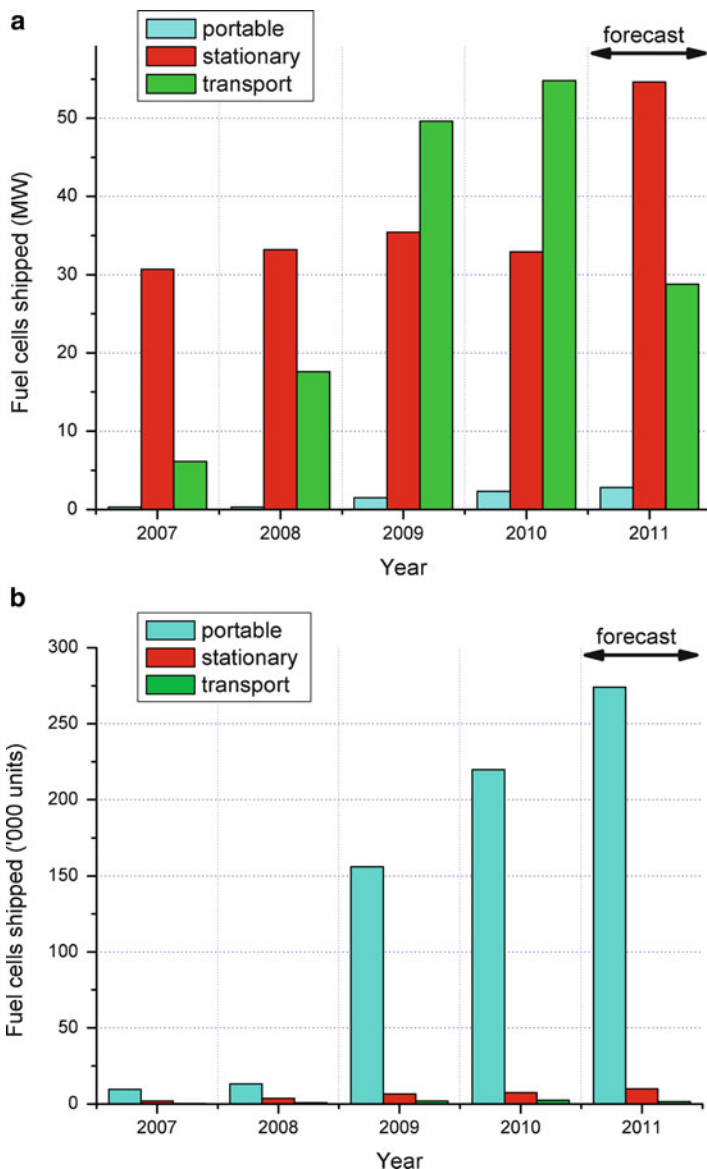 a
portable
stationary
transport
forecast
Fuel cells shipped (MW)
50
40
30
20
10
0
2007 2008 2009 2010 2011
Year
b
portable
stationary
transport
forecast
Fuel cells shipped ('000 units)
300
250
200
150
100
50
0
2007 2008 2009 2010 2011
Year